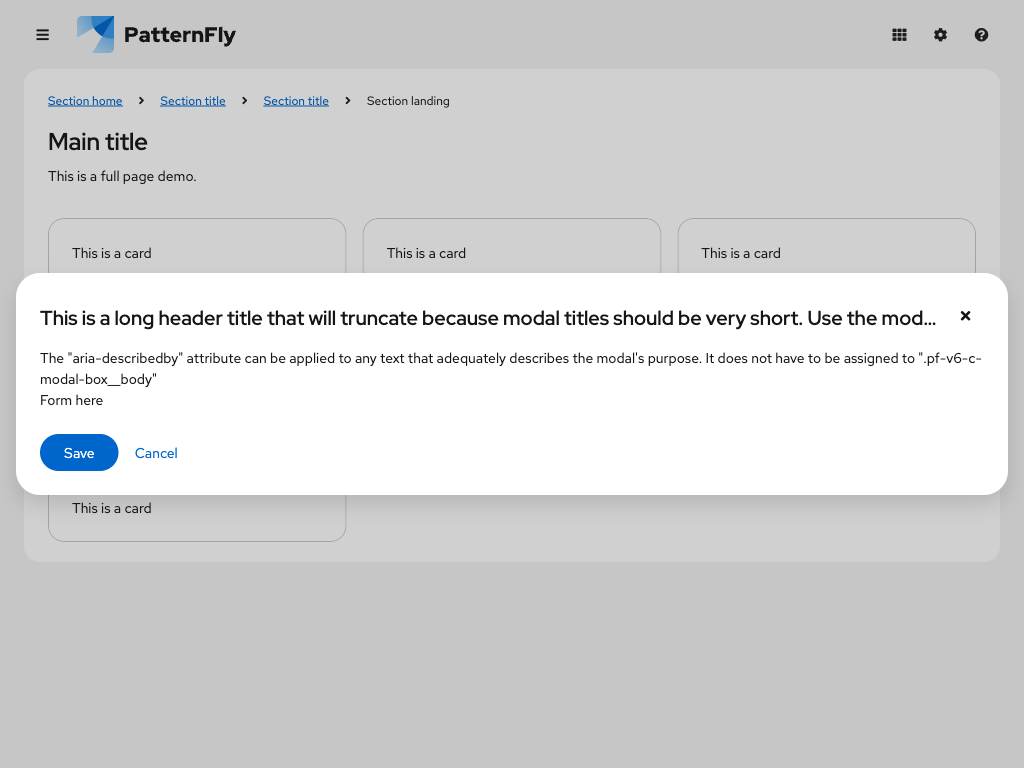 PatternFly
Section home Section title Section title Section landing
Main title
This is a full page demo.
This is a card This is a card This is a card
This is a long header title that will truncate because modal titles should be very short. Use the mod...
The "aria-describedby" attribute can be applied to any text that adequately describes the modal's purpose. It does not have to be assigned to ".pf-v6-c-
modal-box__body"
Form here
Save Cancel
This is a card